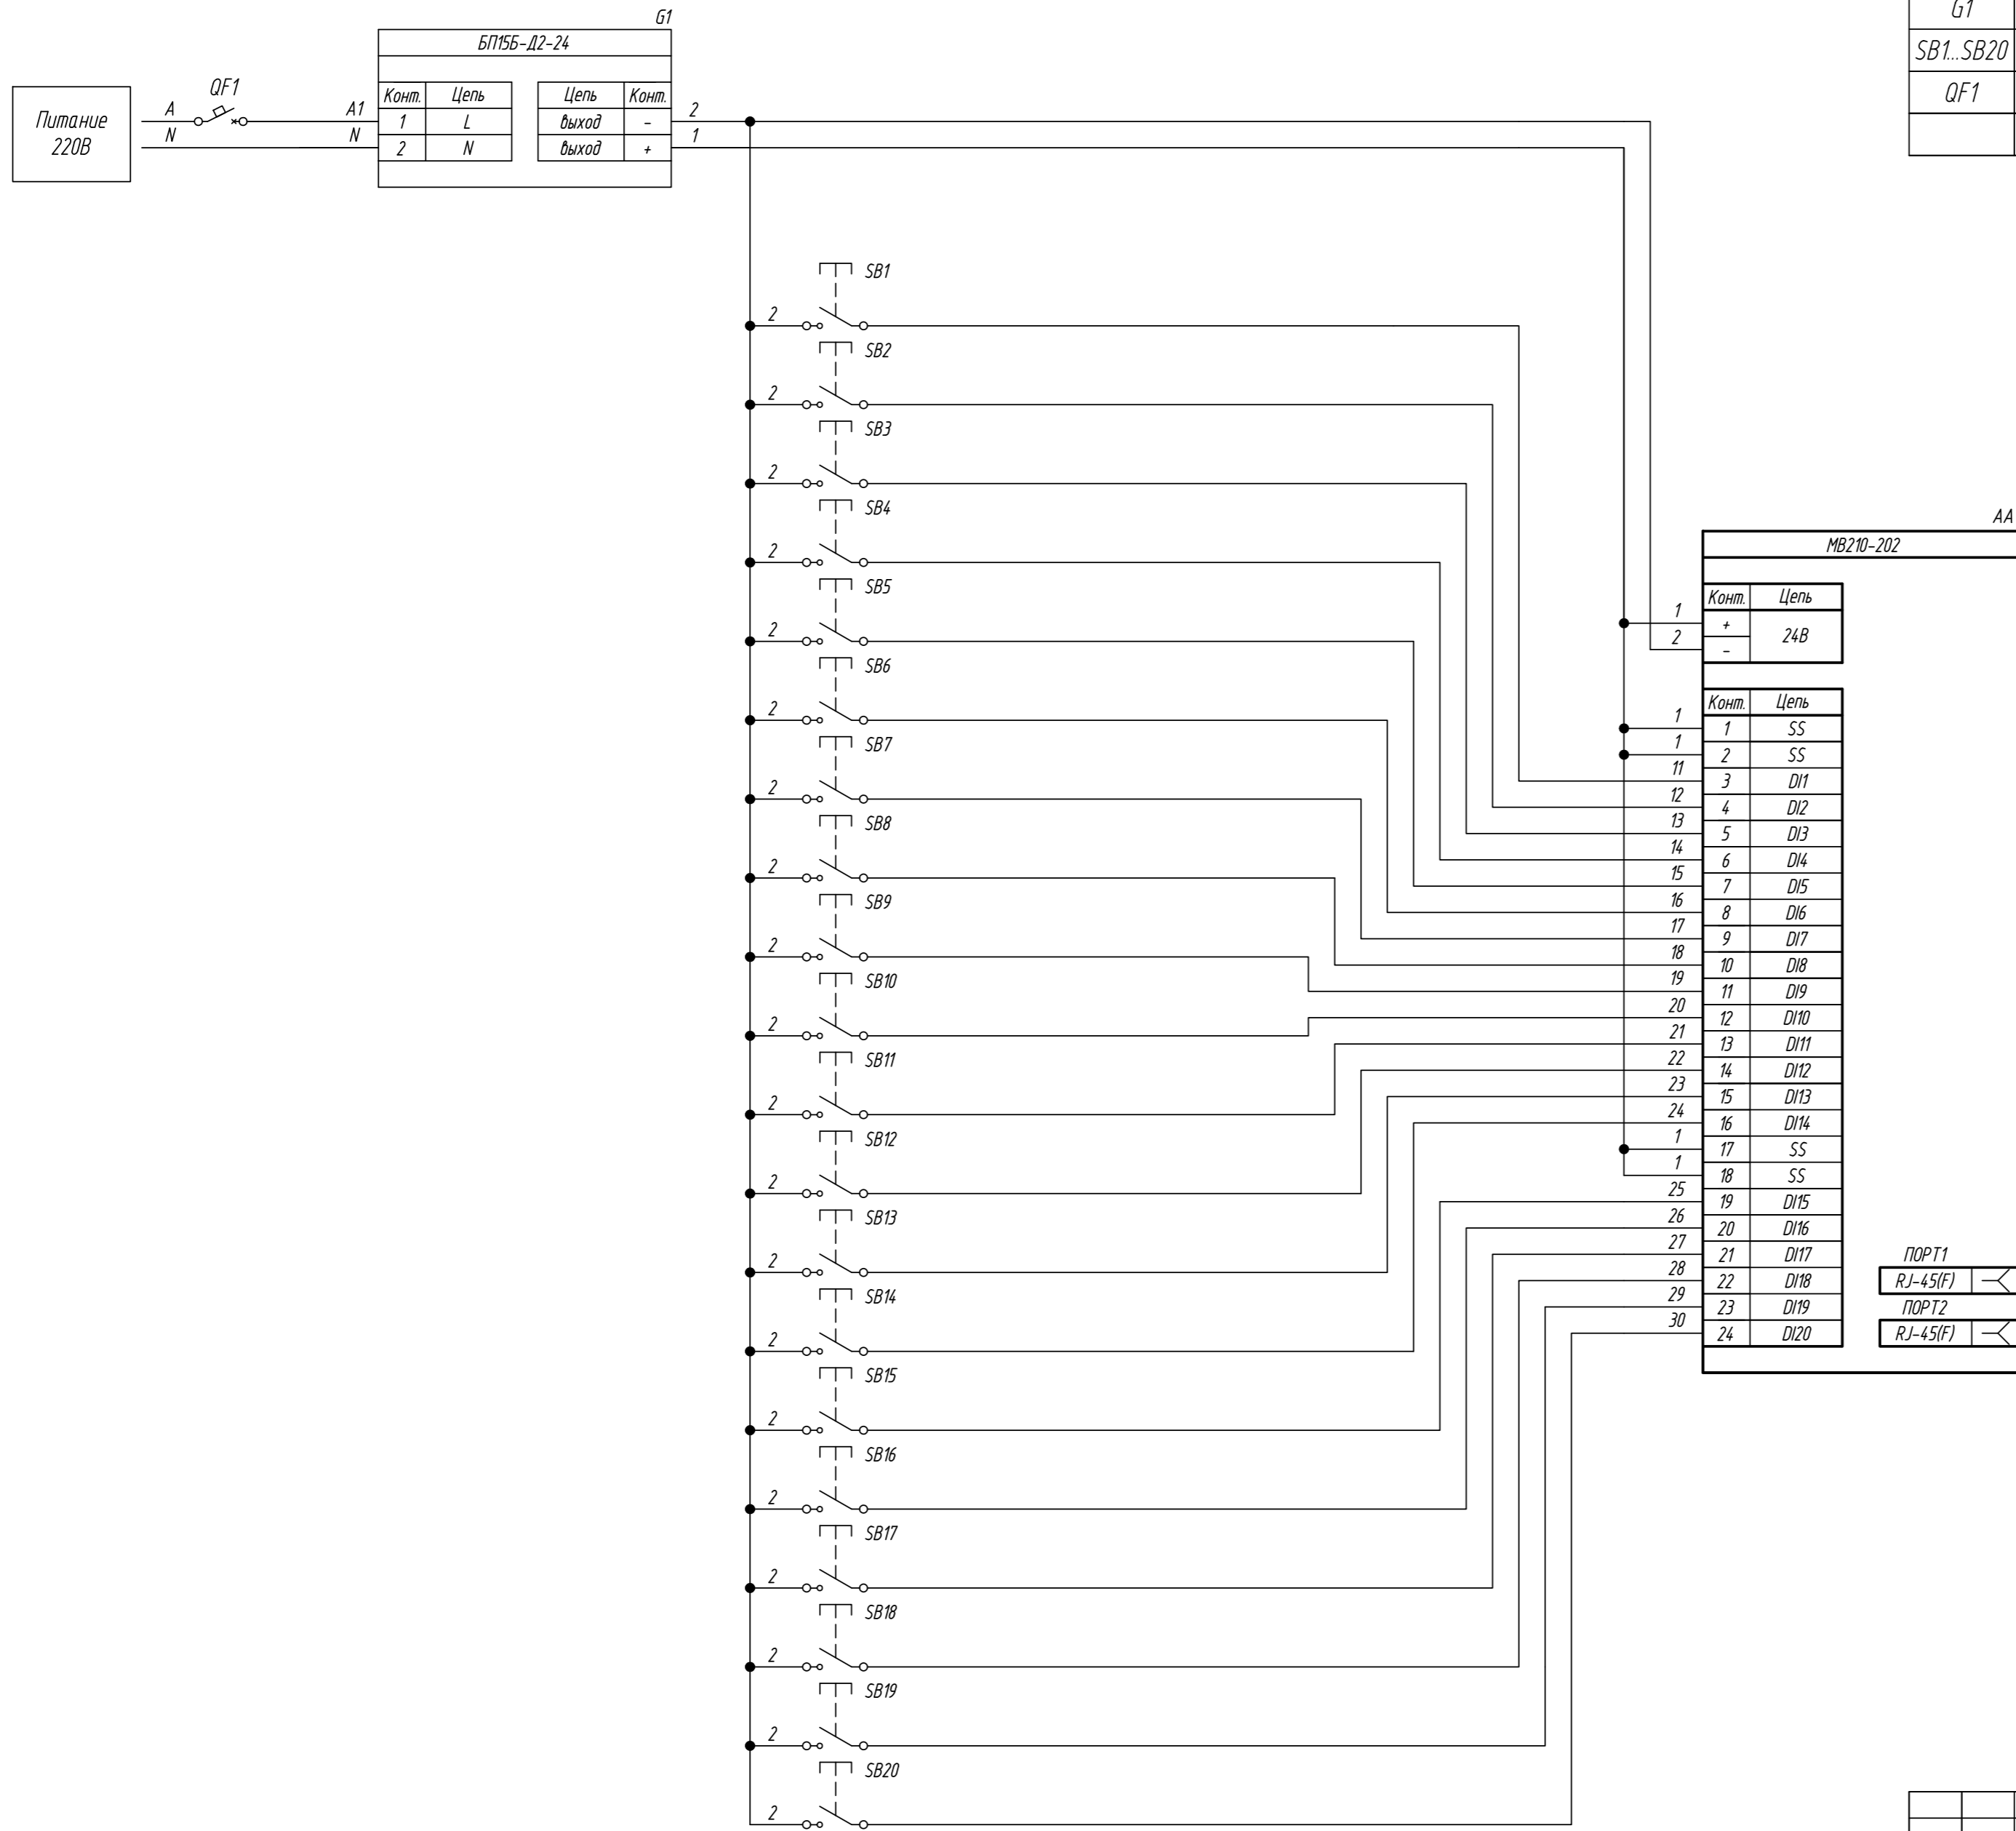 G1
SB1...SB20
QF1
G1
БП15Б-Д2-24
Конт. Цепь Цепь Конт.
1 L выход -
2 N выход +
Питание
220В
A QF1 A1
N N
2
1
SB1
2
SB2
2
SB3
2
SB4
2
SB5
2
SB6
2
SB7
2
SB8
2
SB9
2
SB10
2
SB11
2
SB12
2
SB13
2
SB14
2
SB15
2
SB16
2
SB17
2
SB18
2
SB19
2
SB20
2
AA
МВ210-202
Конт. Цепь
1 + 24В
2 -
Конт. Цепь
1 1 SS
1 2 SS
11 3 DI1
12 4 DI2
13 5 DI3
14 6 DI4
15 7 DI5
16 8 DI6
17 9 DI7
18 10 DI8
19 11 DI9
20 12 DI10
21 13 DI11
22 14 DI12
23 15 DI13
24 16 DI14
1 17 SS
1 18 SS
25 19 DI15
26 20 DI16
27 21 DI17
28 22 DI18
29 23 DI19
30 24 DI20
ПОРТ1
RJ-45(F)
ПОРТ2
RJ-45(F)